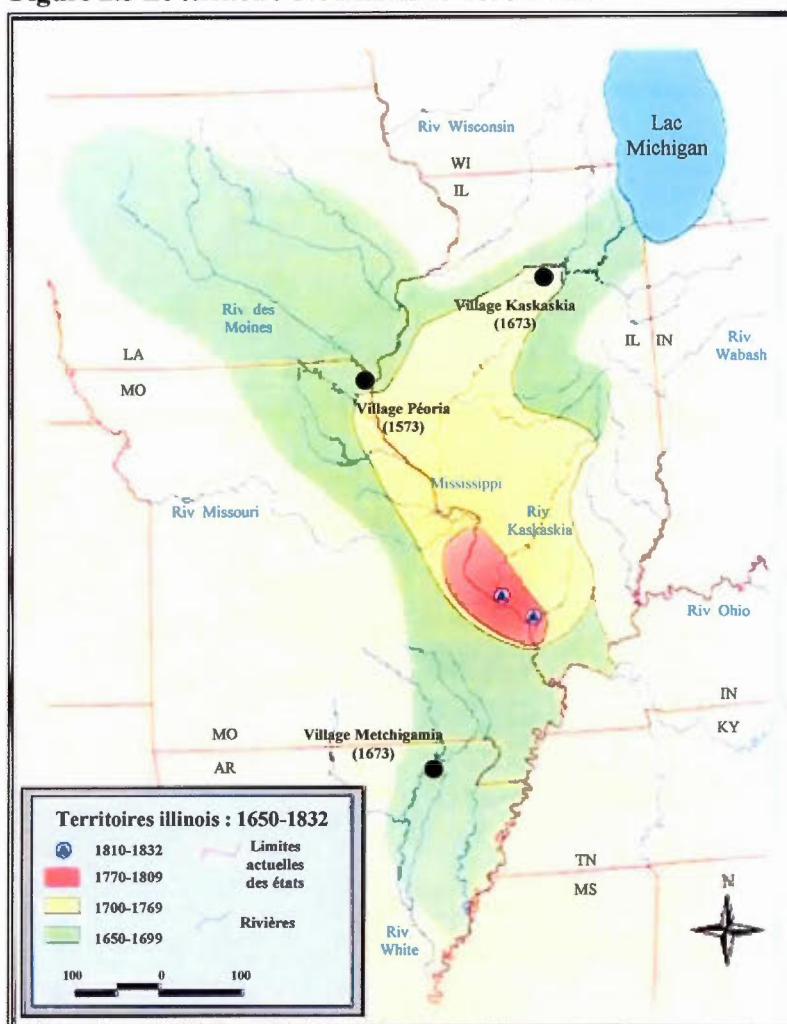 Riv Wisconsin
Lac
Michigan
WI
IL
Village Kaskaskia
(1673)
Riv des
Moines
IL
IN
Riv
Wabash
LA
MO
Village Péoria
(1573)
Mississippi
Riv Missouri
Riv
Kaskaskia
Riv Ohio
IN
KY
MO
Village Metchigamia
(1673)
AR
TN
MS
N
Riv
White
Territoires illinois : 1650-1832
1810-1832
1770-1809
1700-1769
1650-1699
Limites
actuelles
des états
Rivières
100 0 100